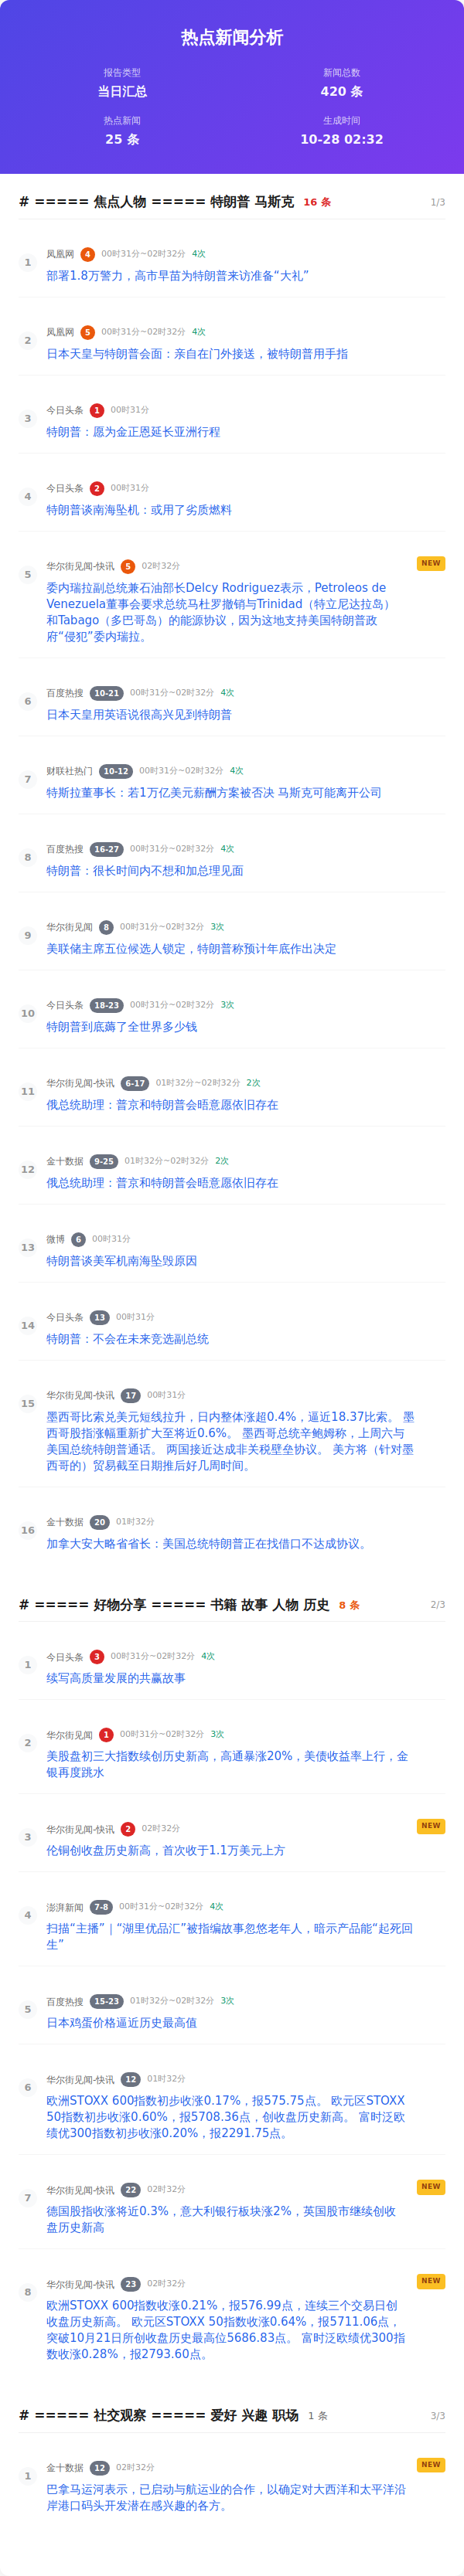 热点新闻分析
报告类型
当日汇总
新闻总数
420 条
热点新闻
25 条
生成时间
10-28 02:32
# ===== 焦点人物 ===== 特朗普 马斯克 16 条 1/3
1
凤凰网 4 00时31分~02时32分 4次
部署1.8万警力，高市早苗为特朗普来访准备“大礼”
2
凤凰网 5 00时31分~02时32分 4次
日本天皇与特朗普会面：亲自在门外接送，被特朗普用手指
3
今日头条 1 00时31分
特朗普：愿为金正恩延长亚洲行程
4
今日头条 2 00时31分
特朗普谈南海坠机：或用了劣质燃料
5
华尔街见闻-快讯 5 02时32分 NEW
委内瑞拉副总统兼石油部长Delcy Rodriguez表示，Petroleos de
Venezuela董事会要求总统马杜罗撤销与Trinidad（特立尼达拉岛）
和Tabago（多巴哥岛）的能源协议，因为这地支持美国特朗普政
府“侵犯”委内瑞拉。
6
百度热搜 10-21 00时31分~02时32分 4次
日本天皇用英语说很高兴见到特朗普
7
财联社热门 10-12 00时31分~02时32分 4次
特斯拉董事长：若1万亿美元薪酬方案被否决 马斯克可能离开公司
8
百度热搜 16-27 00时31分~02时32分 4次
特朗普：很长时间内不想和加总理见面
9
华尔街见闻 8 00时31分~02时32分 3次
美联储主席五位候选人锁定，特朗普称预计年底作出决定
10
今日头条 18-23 00时31分~02时32分 3次
特朗普到底薅了全世界多少钱
11
华尔街见闻-快讯 6-17 01时32分~02时32分 2次
俄总统助理：普京和特朗普会晤意愿依旧存在
12
金十数据 9-25 01时32分~02时32分 2次
俄总统助理：普京和特朗普会晤意愿依旧存在
13
微博 6 00时31分
特朗普谈美军机南海坠毁原因
14
今日头条 13 00时31分
特朗普：不会在未来竞选副总统
15
华尔街见闻-快讯 17 00时31分
墨西哥比索兑美元短线拉升，日内整体涨超0.4%，逼近18.37比索。 墨
西哥股指涨幅重新扩大至将近0.6%。 墨西哥总统辛鲍姆称，上周六与
美国总统特朗普通话。 两国接近达成非关税壁垒协议。 美方将（针对墨
西哥的）贸易截至日期推后好几周时间。
16
金十数据 20 01时32分
加拿大安大略省省长：美国总统特朗普正在找借口不达成协议。
# ===== 好物分享 ===== 书籍 故事 人物 历史 8 条 2/3
1
今日头条 3 00时31分~02时32分 4次
续写高质量发展的共赢故事
2
华尔街见闻 1 00时31分~02时32分 3次
美股盘初三大指数续创历史新高，高通暴涨20%，美债收益率上行，金
银再度跳水
3
华尔街见闻-快讯 2 02时32分 NEW
伦铜创收盘历史新高，首次收于1.1万美元上方
4
澎湃新闻 7-8 00时31分~02时32分 4次
扫描“主播”｜“湖里优品汇”被指编故事忽悠老年人，暗示产品能“起死回
生”
5
百度热搜 15-23 01时32分~02时32分 3次
日本鸡蛋价格逼近历史最高值
6
华尔街见闻-快讯 12 01时32分
欧洲STOXX 600指数初步收涨0.17%，报575.75点。 欧元区STOXX
50指数初步收涨0.60%，报5708.36点，创收盘历史新高。 富时泛欧
绩优300指数初步收涨0.20%，报2291.75点。
7
华尔街见闻-快讯 22 02时32分 NEW
德国股指收涨将近0.3%，意大利银行板块涨2%，英国股市继续创收
盘历史新高
8
华尔街见闻-快讯 23 02时32分 NEW
欧洲STOXX 600指数收涨0.21%，报576.99点，连续三个交易日创
收盘历史新高。 欧元区STOXX 50指数收涨0.64%，报5711.06点，
突破10月21日所创收盘历史最高位5686.83点。 富时泛欧绩优300指
数收涨0.28%，报2793.60点。
# ===== 社交观察 ===== 爱好 兴趣 职场 1 条 3/3
1
金十数据 12 02时32分 NEW
巴拿马运河表示，已启动与航运业的合作，以确定对大西洋和太平洋沿
岸港口码头开发潜在感兴趣的各方。